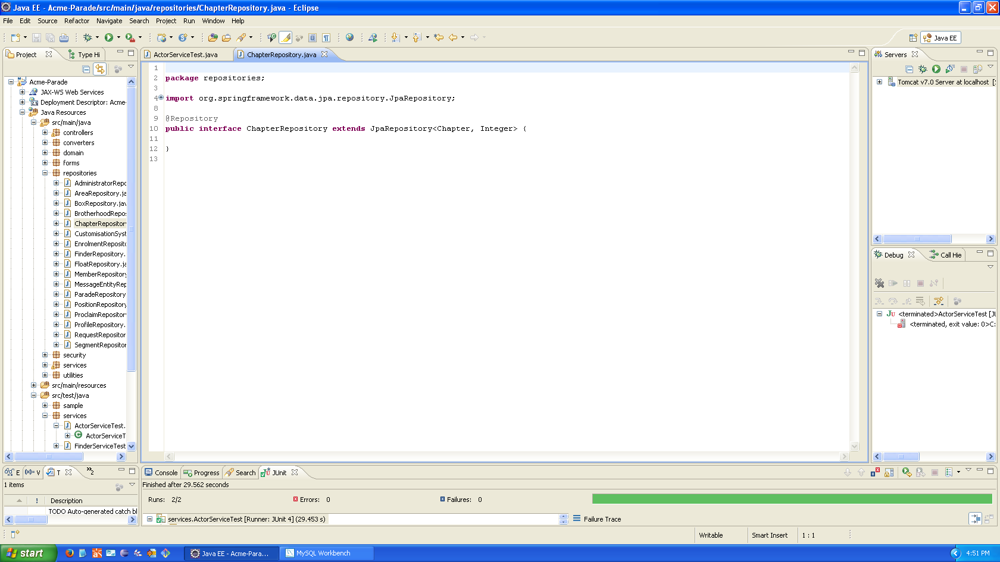 Java EE - Acme-Parade/src/main/java/repositories/ChapterRepository.java - Eclipse
File Edit Source Refactor Navigate Search Project Run Window Help
Java EE
Project
Type Hi
ActorServiceTest.java
ChapterRepository.java
Servers
Acme-Parade
JAX-WS Web Services
Deployment Descriptor: Acme-
Java Resources
src/main/java
controllers
converters
domain
forms
repositories
AdministratorRepo
AreaRepository.ja
BoxRepository.jav
BrotherhoodRepos
ChapterRepository
CustomisationSyst
EnrolmentReposito
FinderRepository.
FloatRepository.ja
MemberRepository
MessageEntityRep
ParadeRepository
PositionRepository
ProclaimRepository
ProfileRepository.
RequestRepositor
SegmentRepositor
security
services
utilities
src/main/resources
src/test/java
sample
services
ActorServiceTest.
ActorServiceT
FinderServiceTest
1
2 package repositories;
3
4 import org.springframework.data.jpa.repository.JpaRepository;
8
9 @Repository
10 public interface ChapterRepository extends JpaRepository<Chapter, Integer> {
11
12 }
13
Tomcat v7.0 Server at localhost [
Debug
Call Hie
<terminated>ActorServiceTest [JU
<terminated, exit value: 0>C:
E (x)= V T »2
1 items
! Description
TODO Auto-generated catch bl
Console Progress Search JUnit
Finished after 29.562 seconds
Runs: 2/2 Errors: 0 Failures: 0
services.ActorServiceTest [Runner: JUnit 4] (29.453 s)
Failure Trace
Writable Smart Insert 1 : 1
start
Java EE - Acme-Para...
MySQL Workbench
4:51 PM